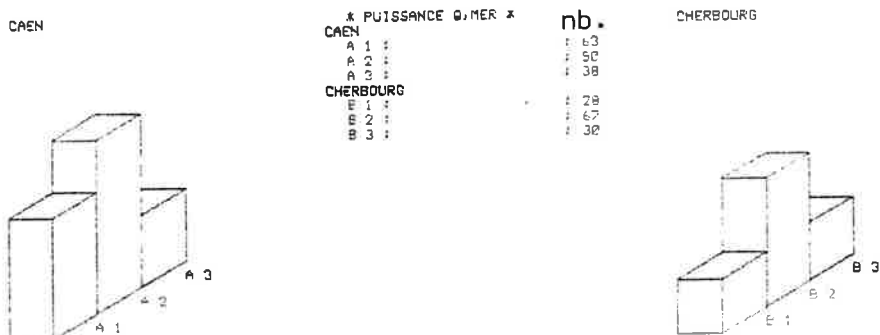 CAEN
* PUISSANCE Q,MER *
nb.
CHERBOURG
CAEN
A 1 : : 63
A 2 : : 90
A 3 : : 38
CHERBOURG
B 1 : : 28
B 2 : : 67
B 3 : : 30
A 3
A 2
A 1
B 3
B 2
B 1